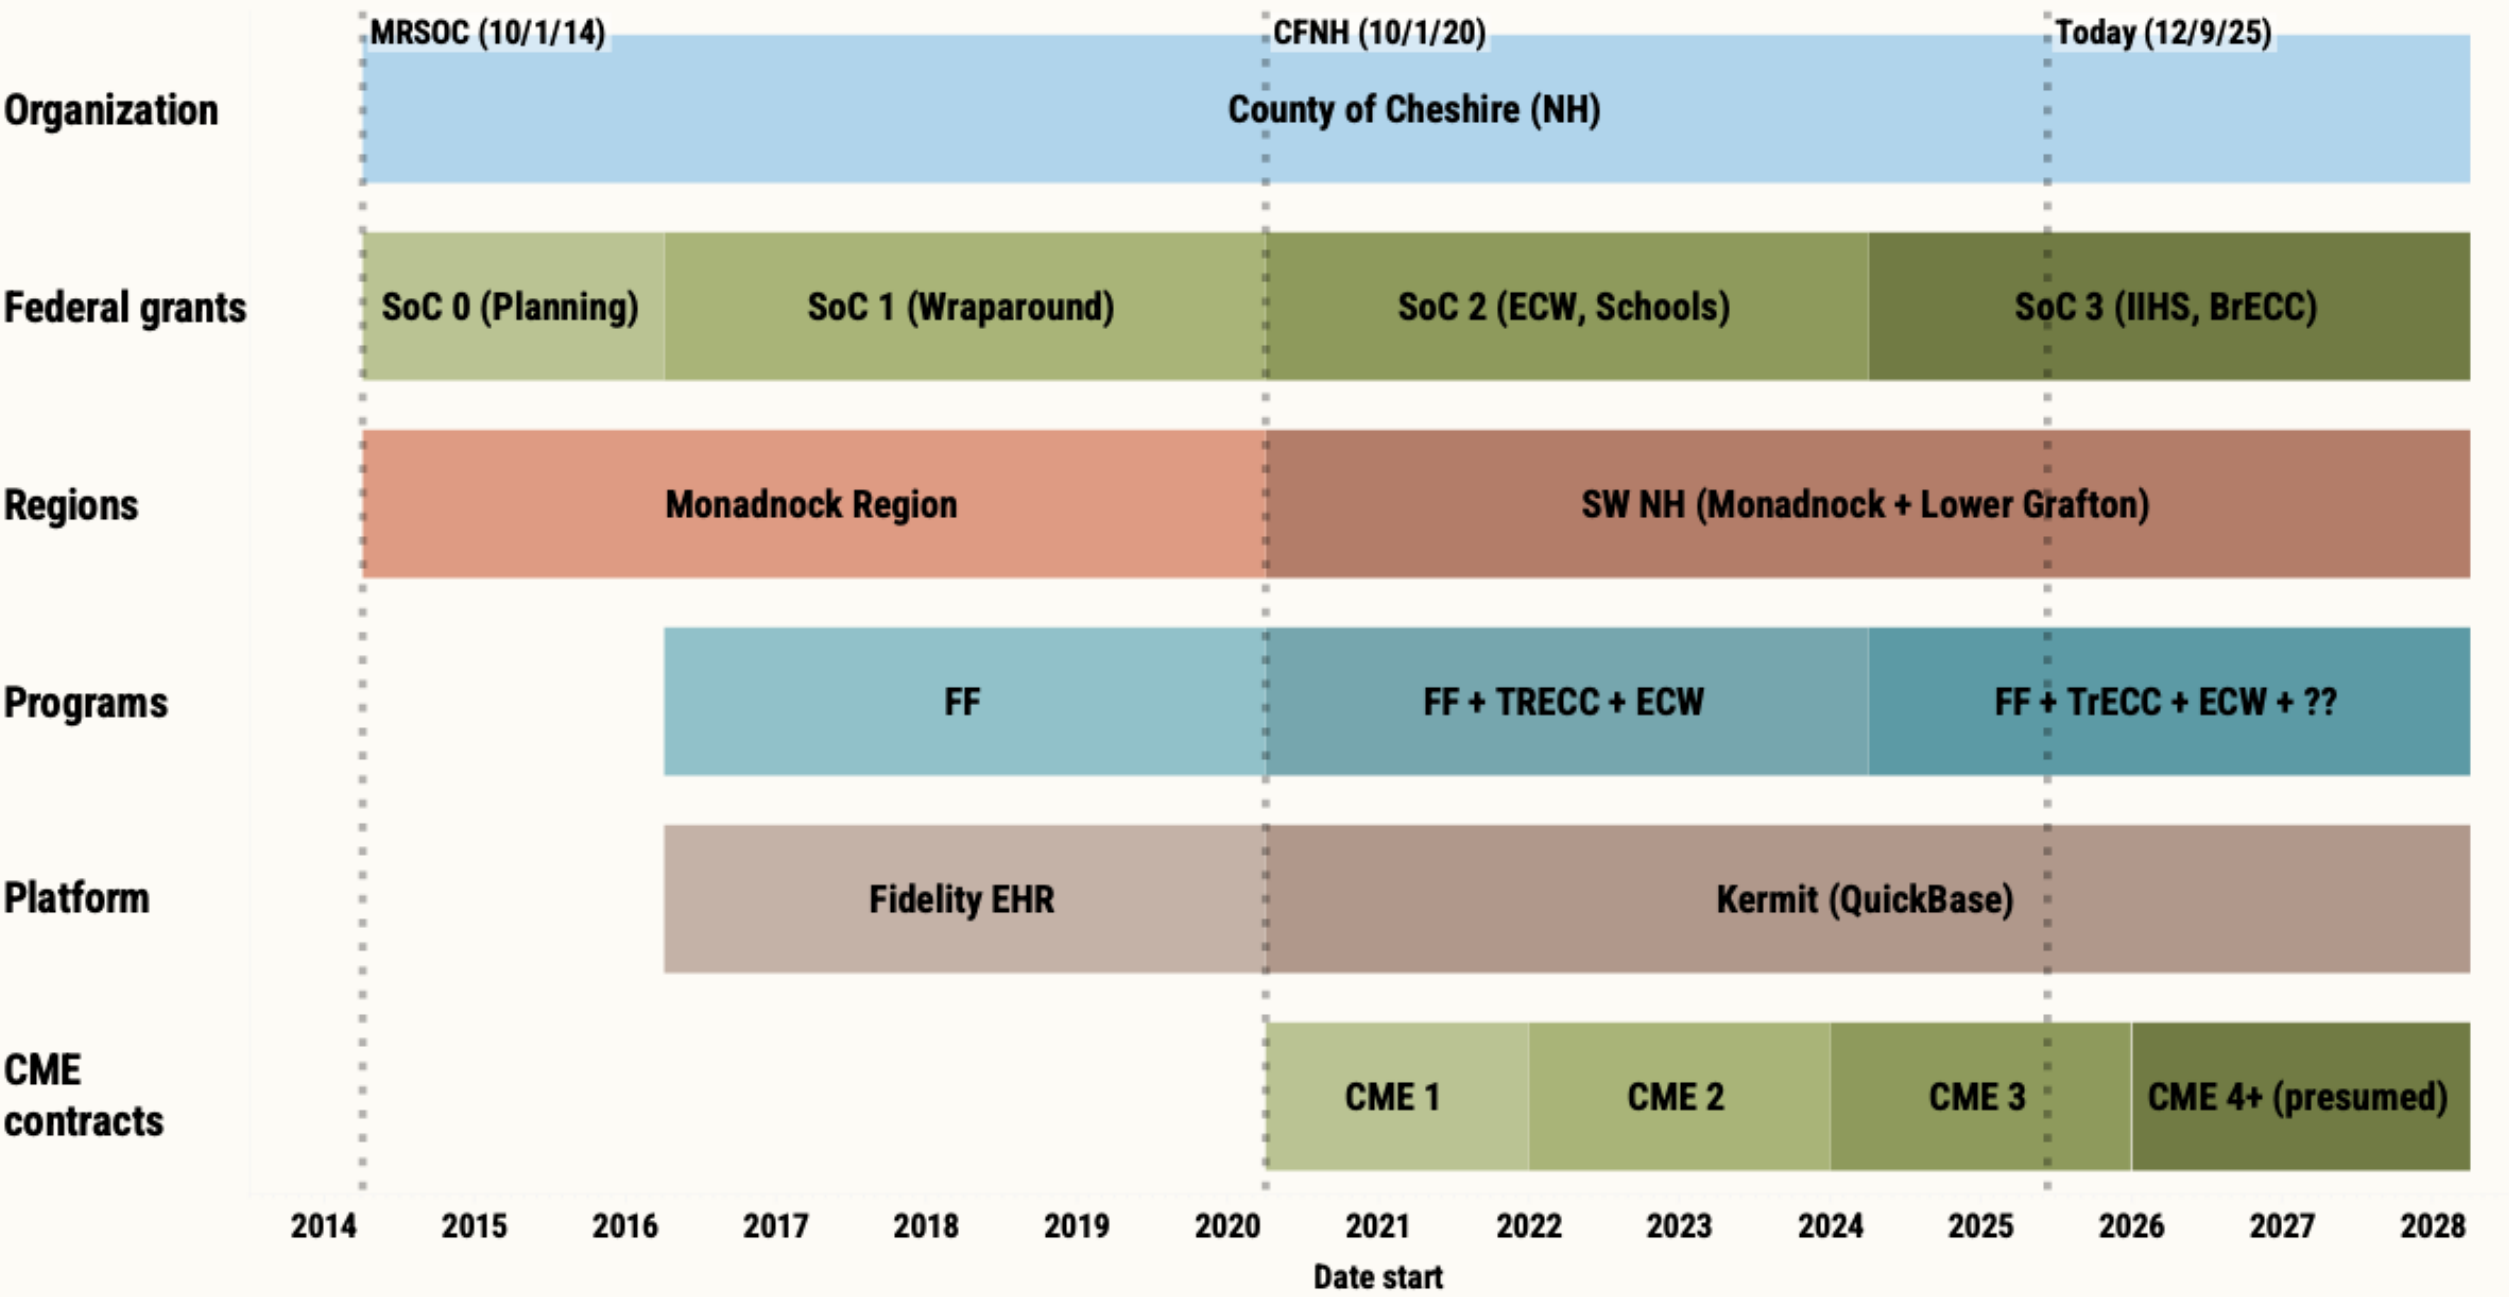 MRSOC (10/1/14)
CFNH (10/1/20)
Today (12/9/25)
Organization
County of Cheshire (NH)
Federal grants
SoC 0 (Planning)
SoC 1 (Wraparound)
SoC 2 (ECW, Schools)
SoC 3 (IIHS, BrECC)
Regions
Monadnock Region
SW NH (Monadnock + Lower Grafton)
Programs
FF
FF + TRECC + ECW
FF + TrECC + ECW + ??
Platform
Fidelity EHR
Kermit (QuickBase)
CME
contracts
CME 1
CME 2
CME 3
CME 4+ (presumed)
2014 2015 2016 2017 2018 2019 2020 2021 2022 2023 2024 2025 2026 2027 2028
Date start